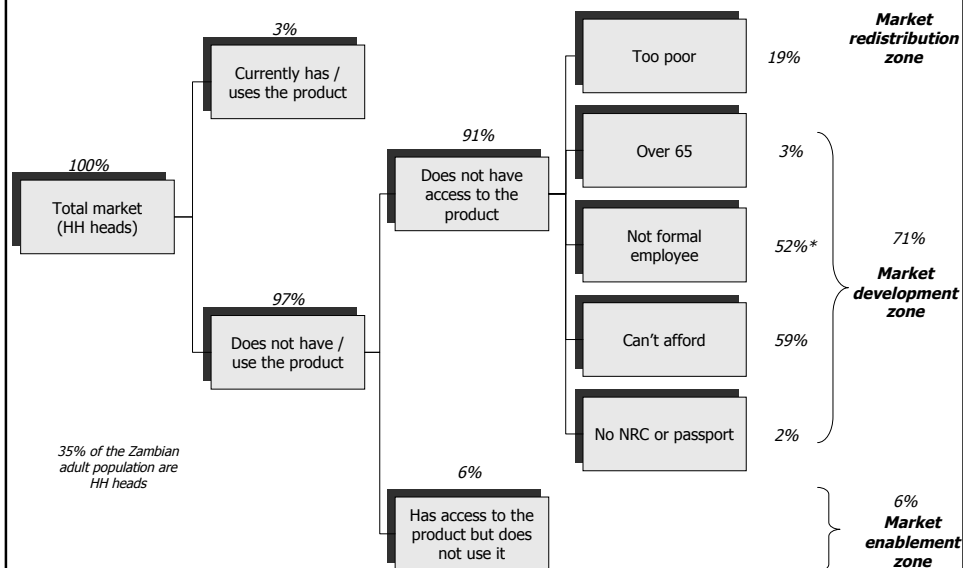 100%
Total market
(HH heads)
3%
Currently has /
uses the product
97%
Does not have /
use the product
35% of the Zambian
adult population are
HH heads
91%
Does not have
access to the
product
6%
Has access to the
product but does
not use it
Too poor
19%
Over 65
3%
Not formal
employee
52%*
Can't afford
59%
No NRC or passport
2%
Market
redistribution
zone
71%
Market
development
zone
6%
Market
enablement
zone